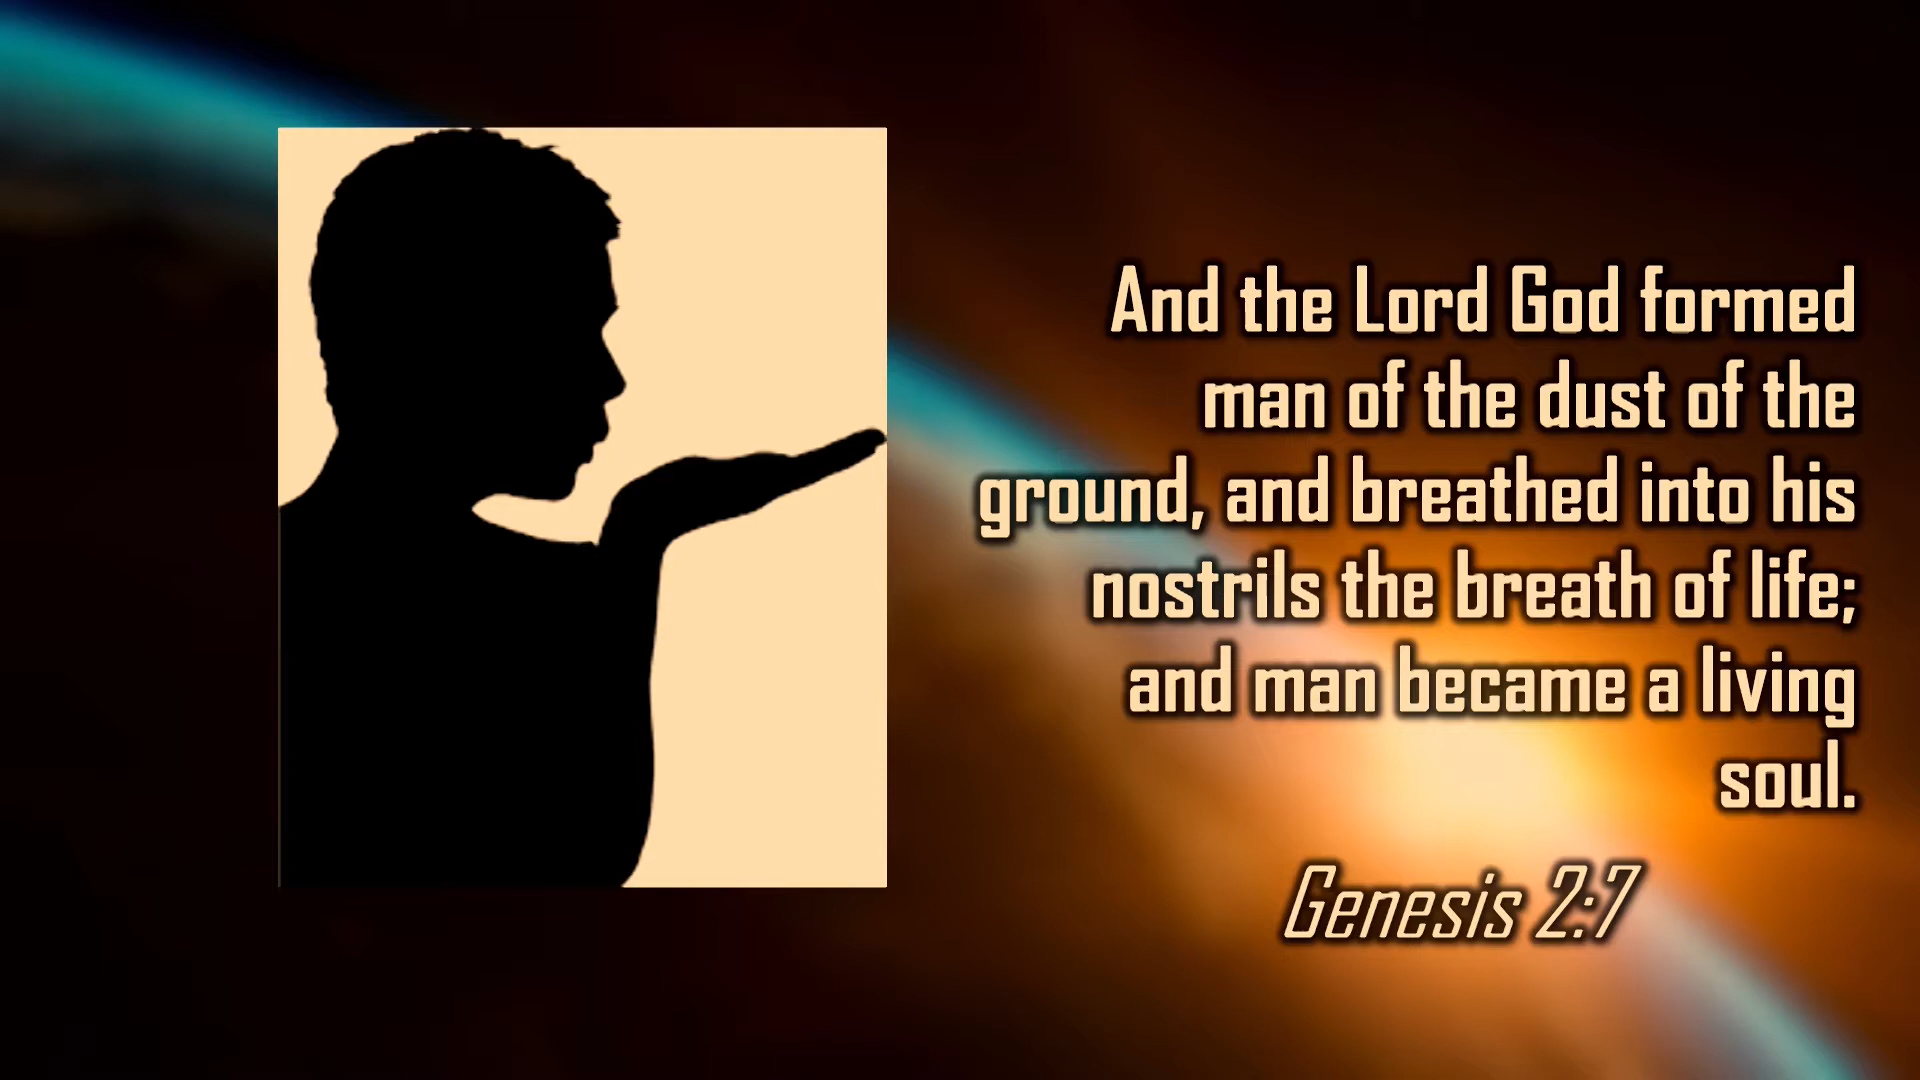 And the Lord God formed
man of the dust of the
ground, and breathed into his
nostrils the breath of life;
and man became a living
soul.
Genesis 2:7